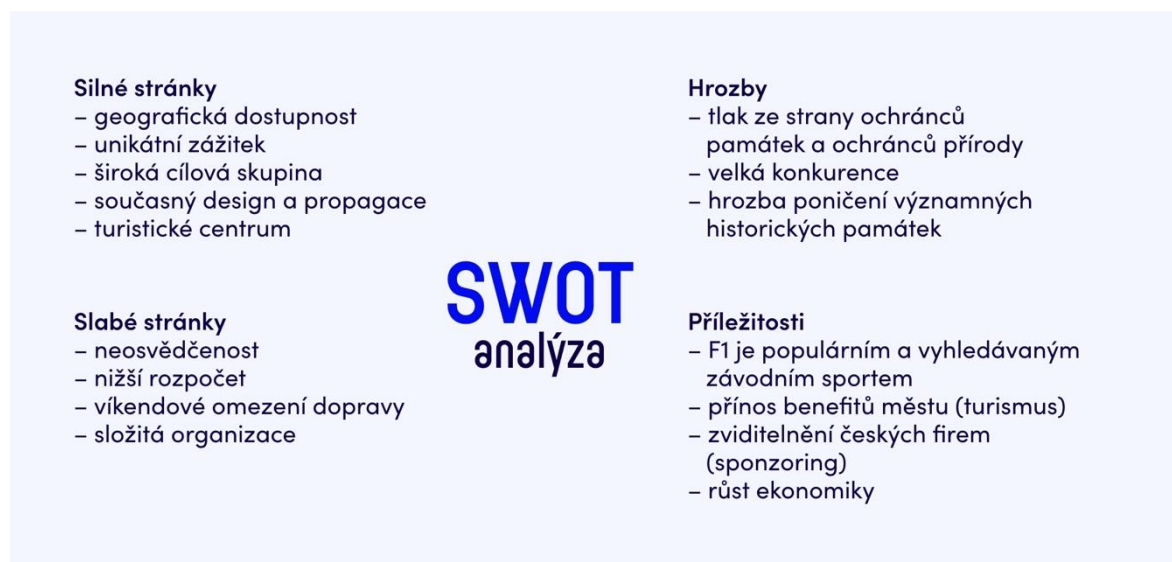 Silné stránky
– geografická dostupnost
– unikátní zážitek
– široká cílová skupina
– současný design a propagace
– turistické centrum
Hrozby
– tlak ze strany ochránců
památek a ochránců přírody
– velká konkurence
– hrozba poničení významných
historických památek
SWOT
analýza
Slabé stránky
– neosvědčenost
– nižší rozpočet
– víkendové omezení dopravy
– složitá organizace
Příležitosti
– F1 je populárním a vyhledávaným
závodním sportem
– přínos benefitů městu (turismus)
– zviditelnění českých firem
(sponzoring)
– růst ekonomiky